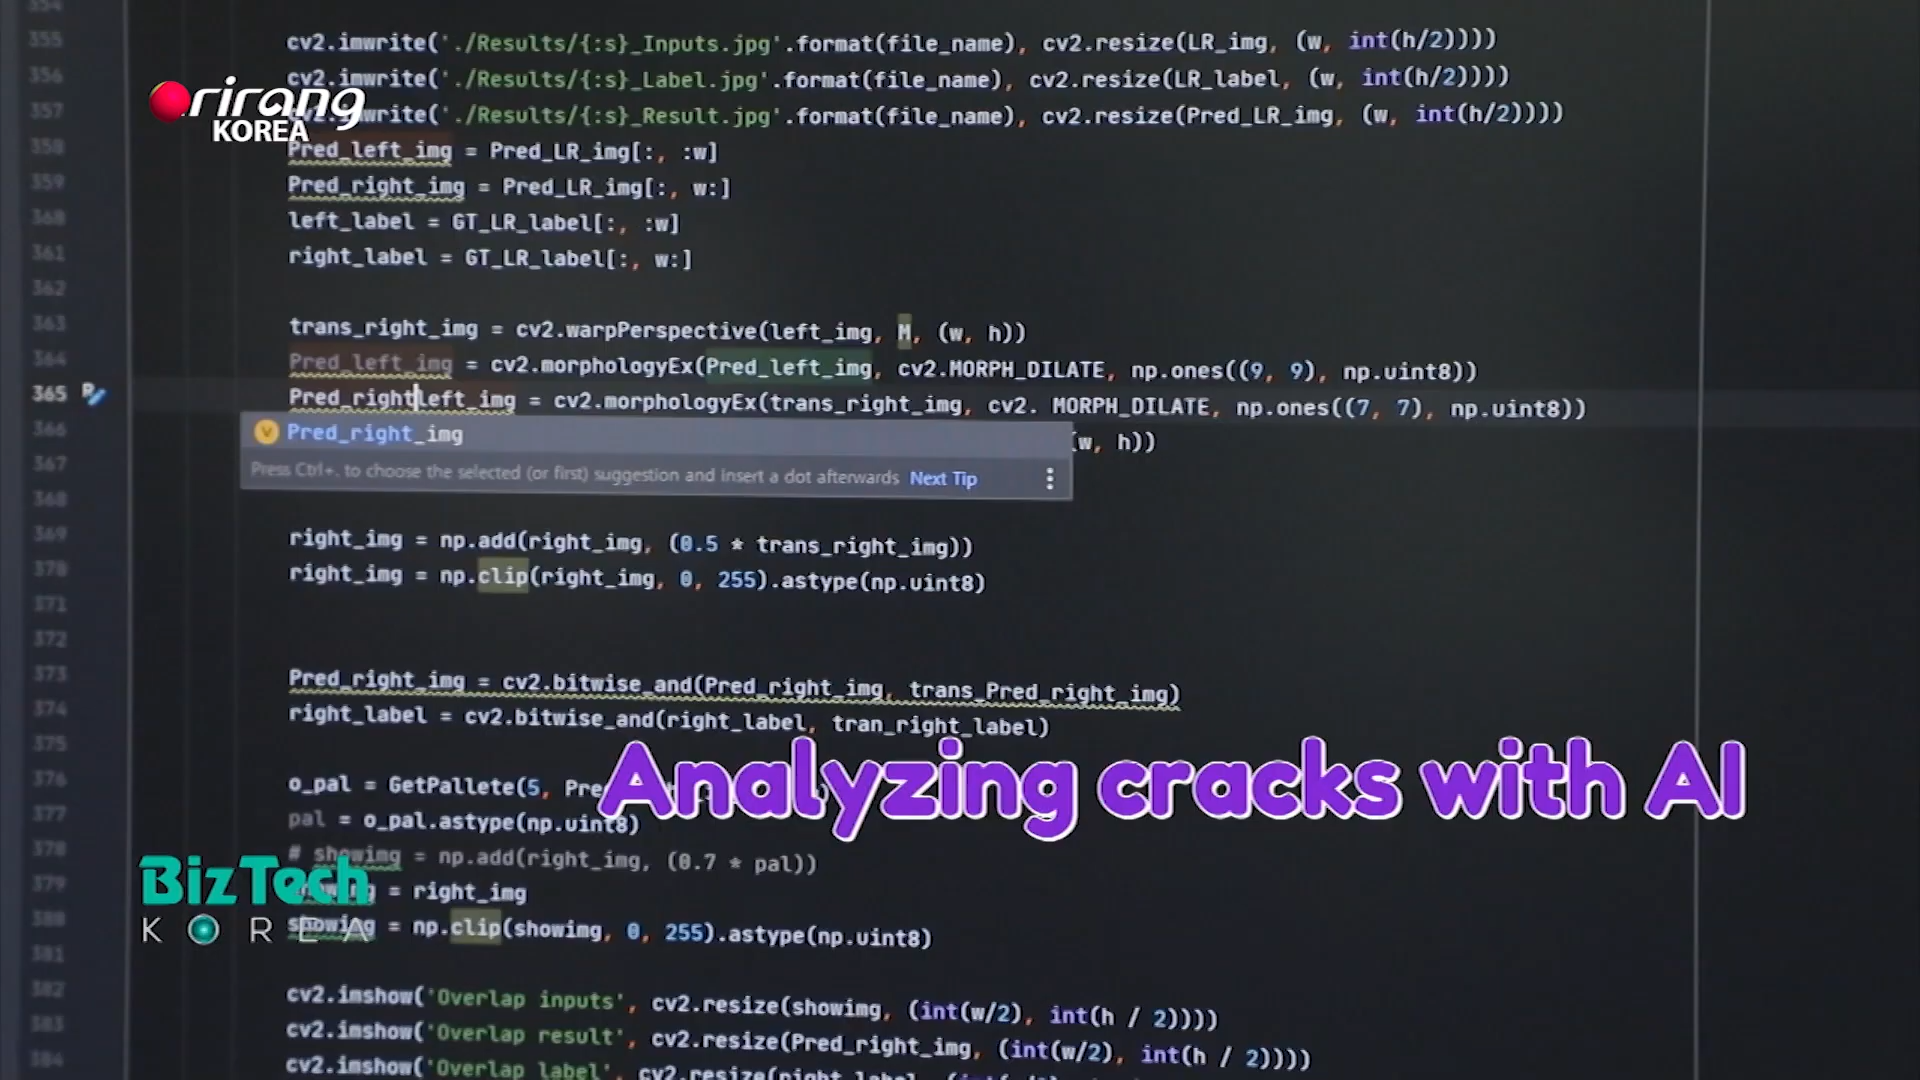 354
355 cv2.imwrite('./Results/{:s}_Inputs.jpg'.format(file_name), cv2.resize(LR_img, (w, int(h/2))))
356 cv2.imwrite('./Results/{:s}_Label.jpg'.format(file_name), cv2.resize(LR_label, (w, int(h/2))))
arirang
KOREA
357 cv2.imwrite('./Results/{:s}_Result.jpg'.format(file_name), cv2.resize(Pred_LR_img, (w, int(h/2))))
358 Pred_left_img = Pred_LR_img[:, :w]
359 Pred_right_img = Pred_LR_img[:, w:]
360 left_label = GT_LR_label[:, :w]
361 right_label = GT_LR_label[:, w:]
362
363 trans_right_img = cv2.warpPerspective(left_img, M, (w, h))
364 Pred_left_img = cv2.morphologyEx(Pred_left_img, cv2.MORPH_DILATE, np.ones((9, 9), np.uint8))
365 Pred_rightleft_img = cv2.morphologyEx(trans_right_img, cv2. MORPH_DILATE, np.ones((7, 7), np.uint8))
366 Pred_right_img w, h))
367 Press Ctrl+. to choose the selected (or first) suggestion and insert a dot afterwards Next Tip
368
369 right_img = np.add(right_img, (0.5 * trans_right_img))
370 right_img = np.clip(right_img, 0, 255).astype(np.uint8)
371
372
373 Pred_right_img = cv2.bitwise_and(Pred_right_img, trans_Pred_right_img)
374 right_label = cv2.bitwise_and(right_label, tran_right_label)
375
376 o_pal = GetPallete(5, Pre
Analyzing cracks with AI
377 pal = o_pal.astype(np.uint8)
378 # showimg = np.add(right_img, (0.7 * pal))
BizTech
KOREA
379 showimg = right_img
380 showimg = np.clip(showimg, 0, 255).astype(np.uint8)
381
382 cv2.imshow('Overlap inputs', cv2.resize(showimg, (int(w/2), int(h / 2))))
383 cv2.imshow('Overlap result', cv2.resize(Pred_right_img, (int(w/2), int(h / 2))))
384 cv2.imshow('Overlap label', cv2.resize(right_label,